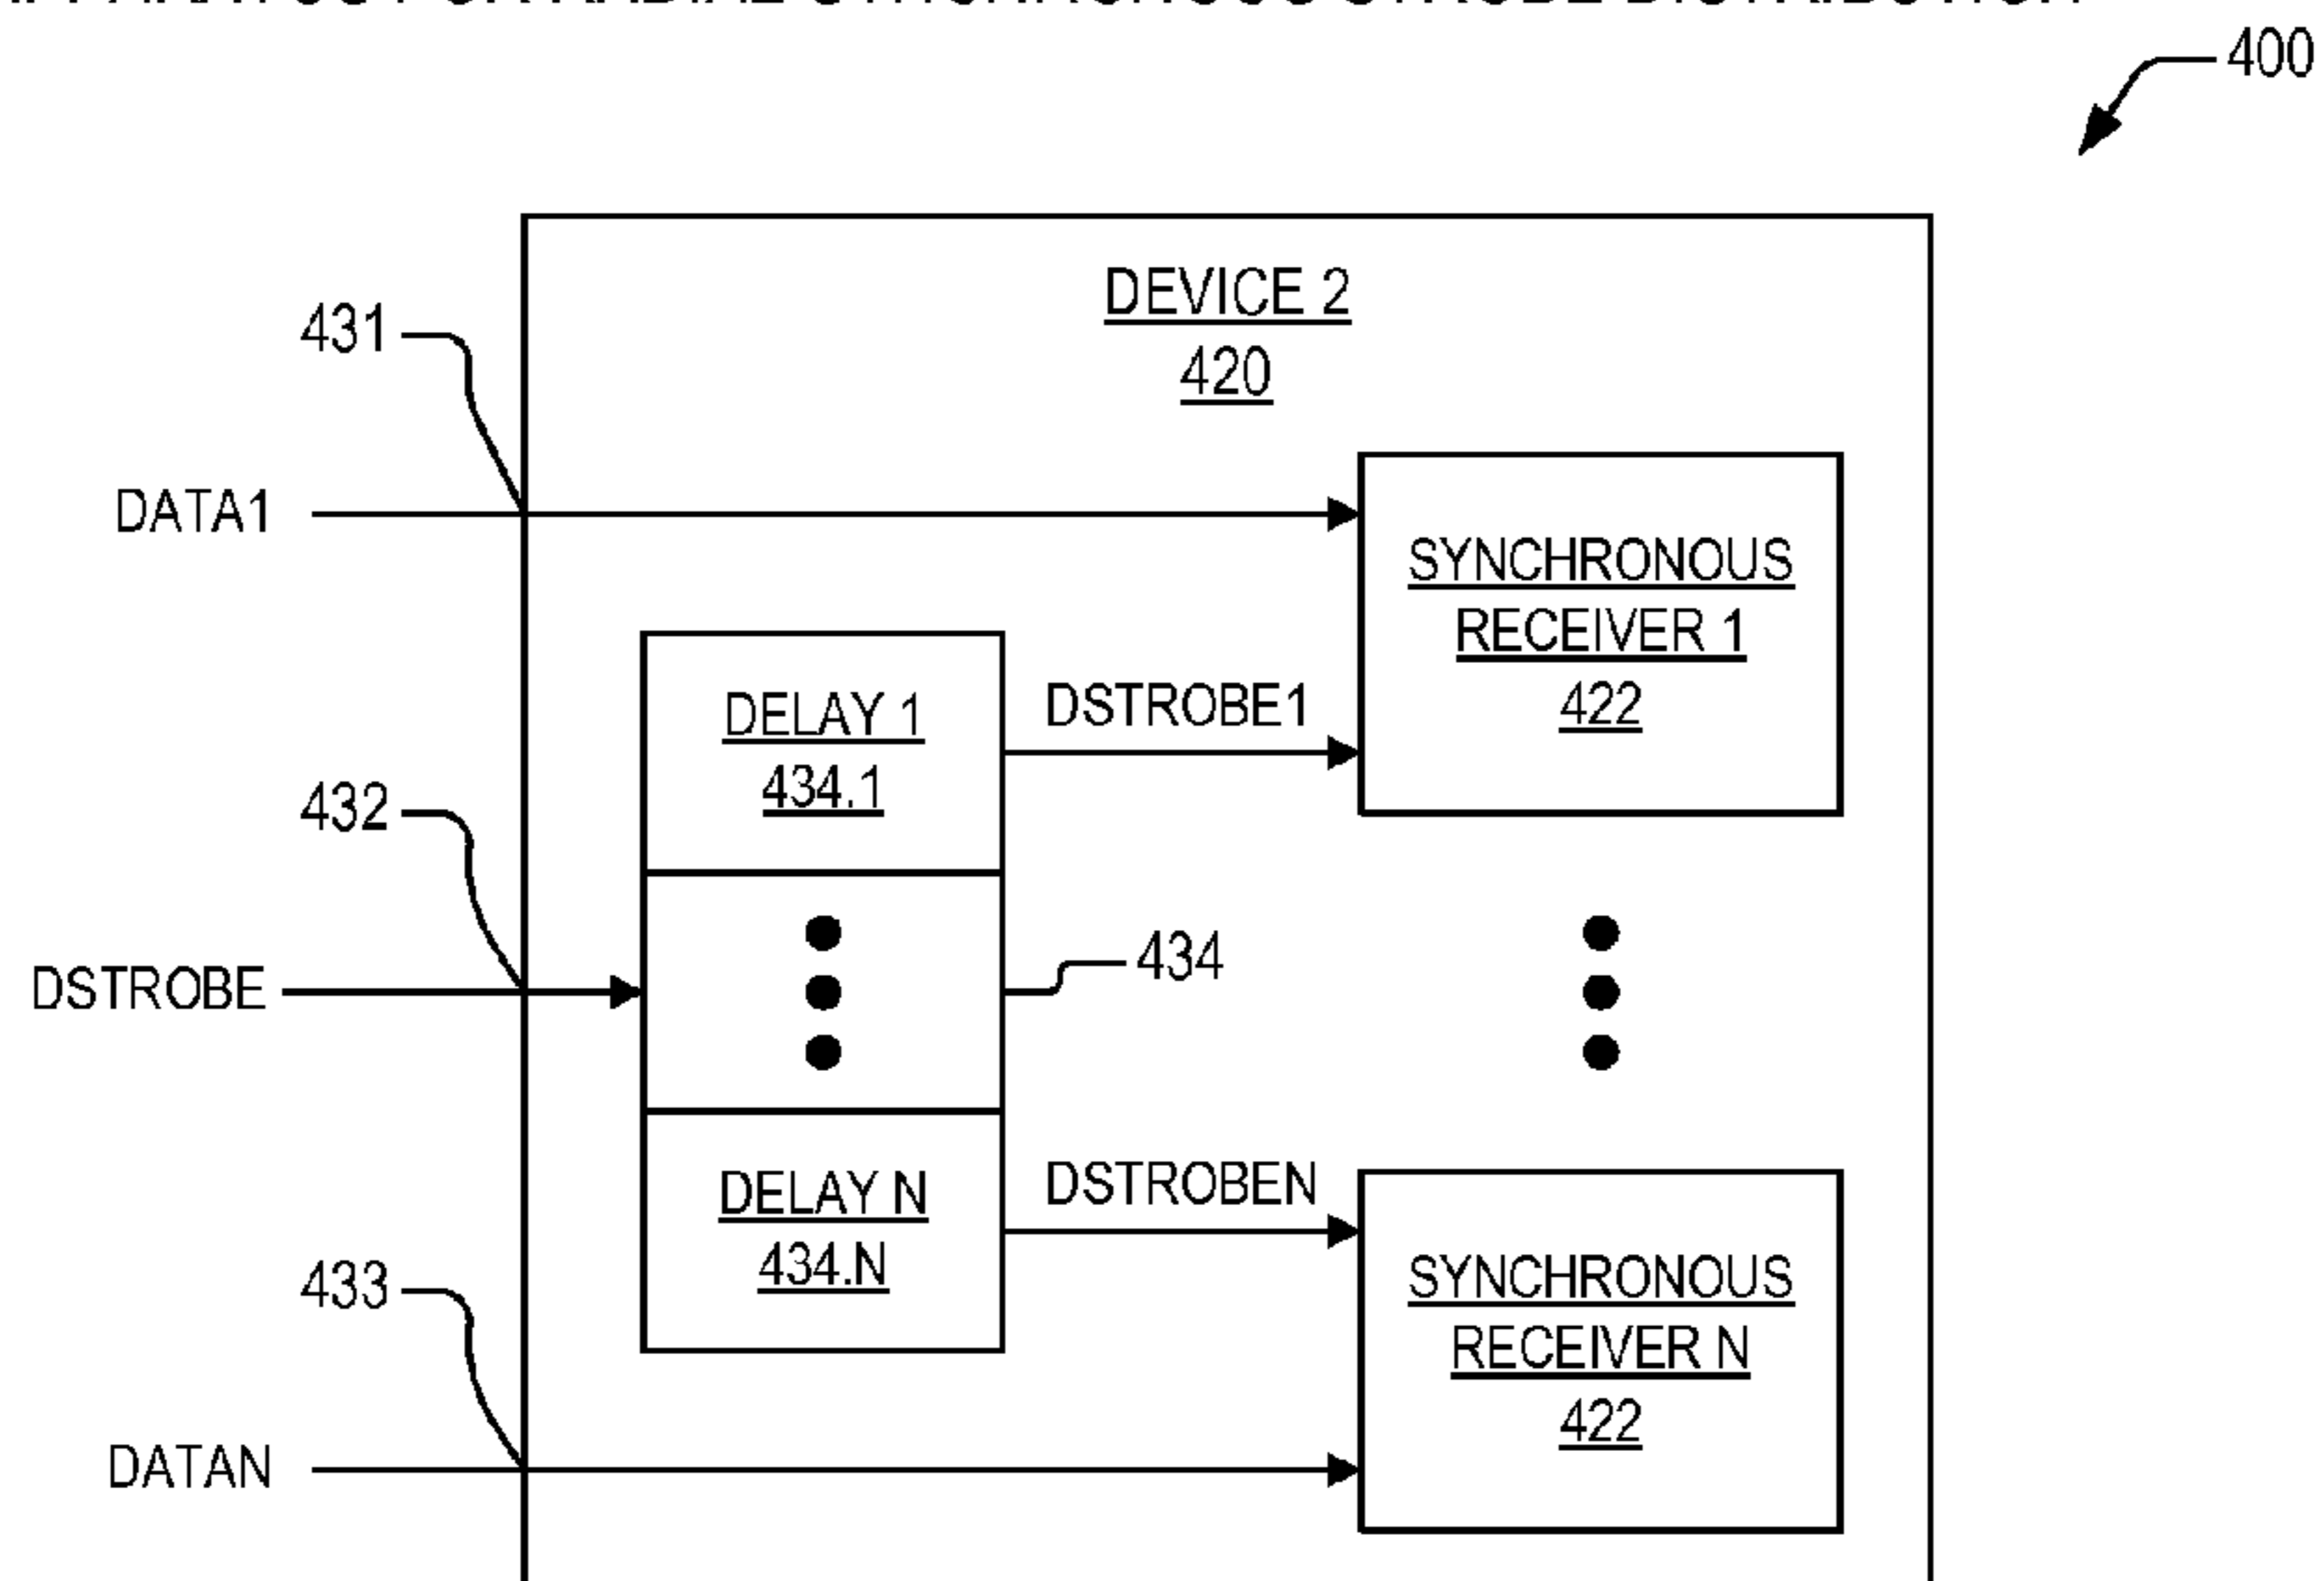 400
DEVICE 2
420
431
DATA1
SYNCHRONOUS
RECEIVER 1
422
DELAY 1
434.1
DSTROBE1
432
DSTROBE
434
DELAY N
434.N
DSTROBEN
SYNCHRONOUS
RECEIVER N
422
433
DATAN